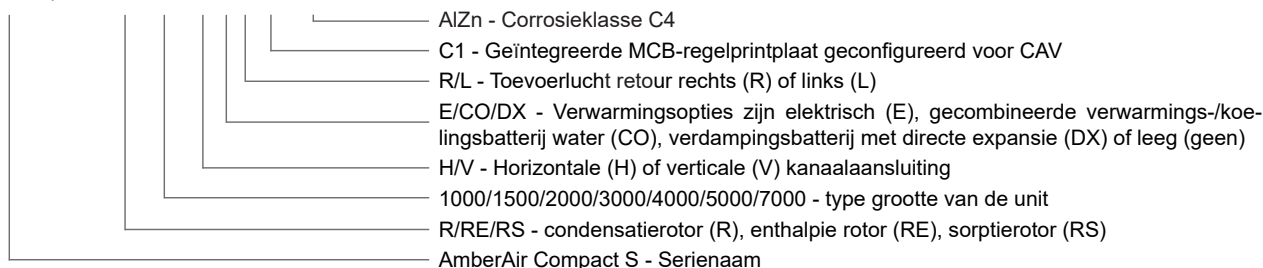 AlZn - Corrosieklasse C4
C1 - Geïntegreerde MCB-regelprintplaat geconfigureerd voor CAV
R/L - Toevoerlucht retour rechts (R) of links (L)
E/CO/DX - Verwarmingsopties zijn elektrisch (E), gecombineerde verwarmings-/koe-
lingsbatterij water (CO), verdampingsbatterij met directe expansie (DX) of leeg (geen)
H/V - Horizontale (H) of verticale (V) kanaalaansluiting
1000/1500/2000/3000/4000/5000/7000 - type grootte van de unit
R/RE/RS - condensatierotor (R), enthalpie rotor (RE), sorptierotor (RS)
AmberAir Compact S - Serienaam